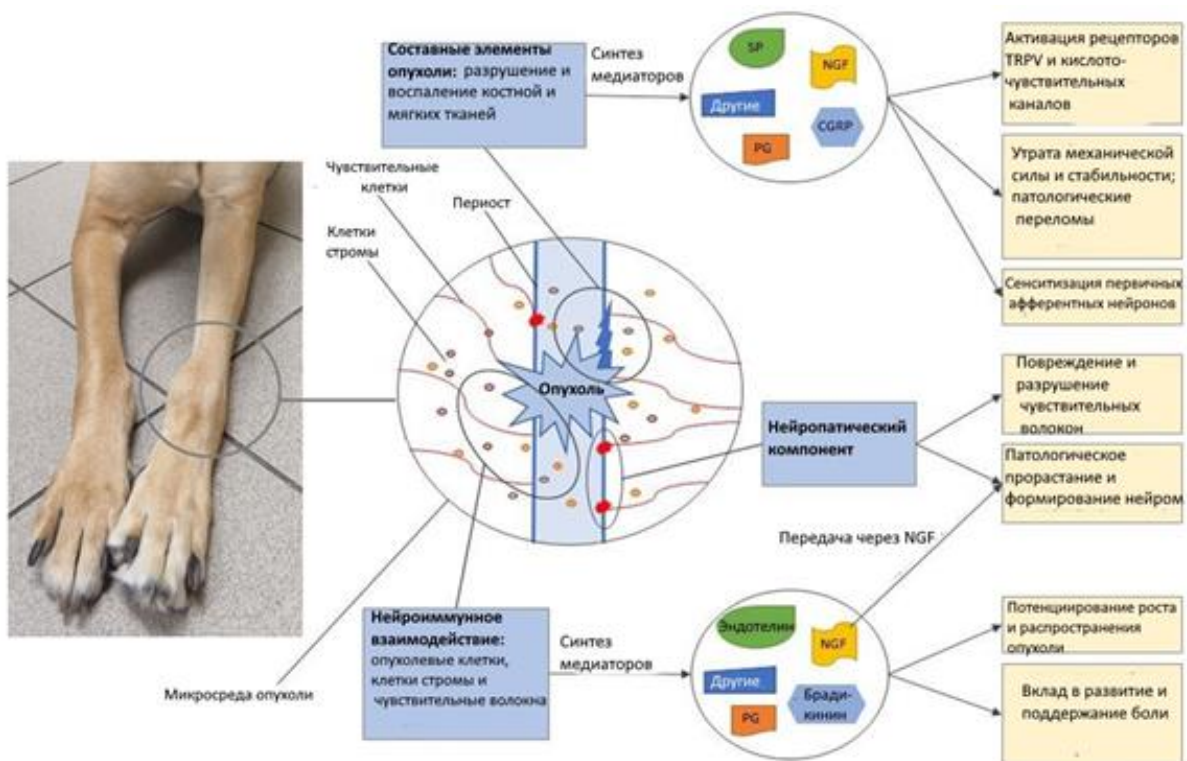 Составные элементы
опухоли: разрушение и
воспаление костной и
мягких тканей
Синтез
медиаторов
SP
NGF
Другие
CGRP
PG
Активация рецепторов
TRPV и кислото-
чувствительных
каналов
Утрата механической
силы и стабильности;
патологические
переломы
Сенситизация первичных
афферентных нейронов
Чувствительные
клетки
Периост
Клетки
стромы
Опухоль
Нейропатический
компонент
Повреждение и
разрушение
чувствительных
волокон
Патологическое
прорастание и
формирование нейром
Передача через NGF
Нейроиммунное
взаимодействие:
опухолевые клетки,
клетки стромы и
чувствительные волокна
Синтез
медиаторов
Эндотелин
NGF
Другие
Бради-
кинин
PG
Потенциирование роста
и распространения
опухоли
Вклад в развитие и
поддержание боли
Микросреда опухоли